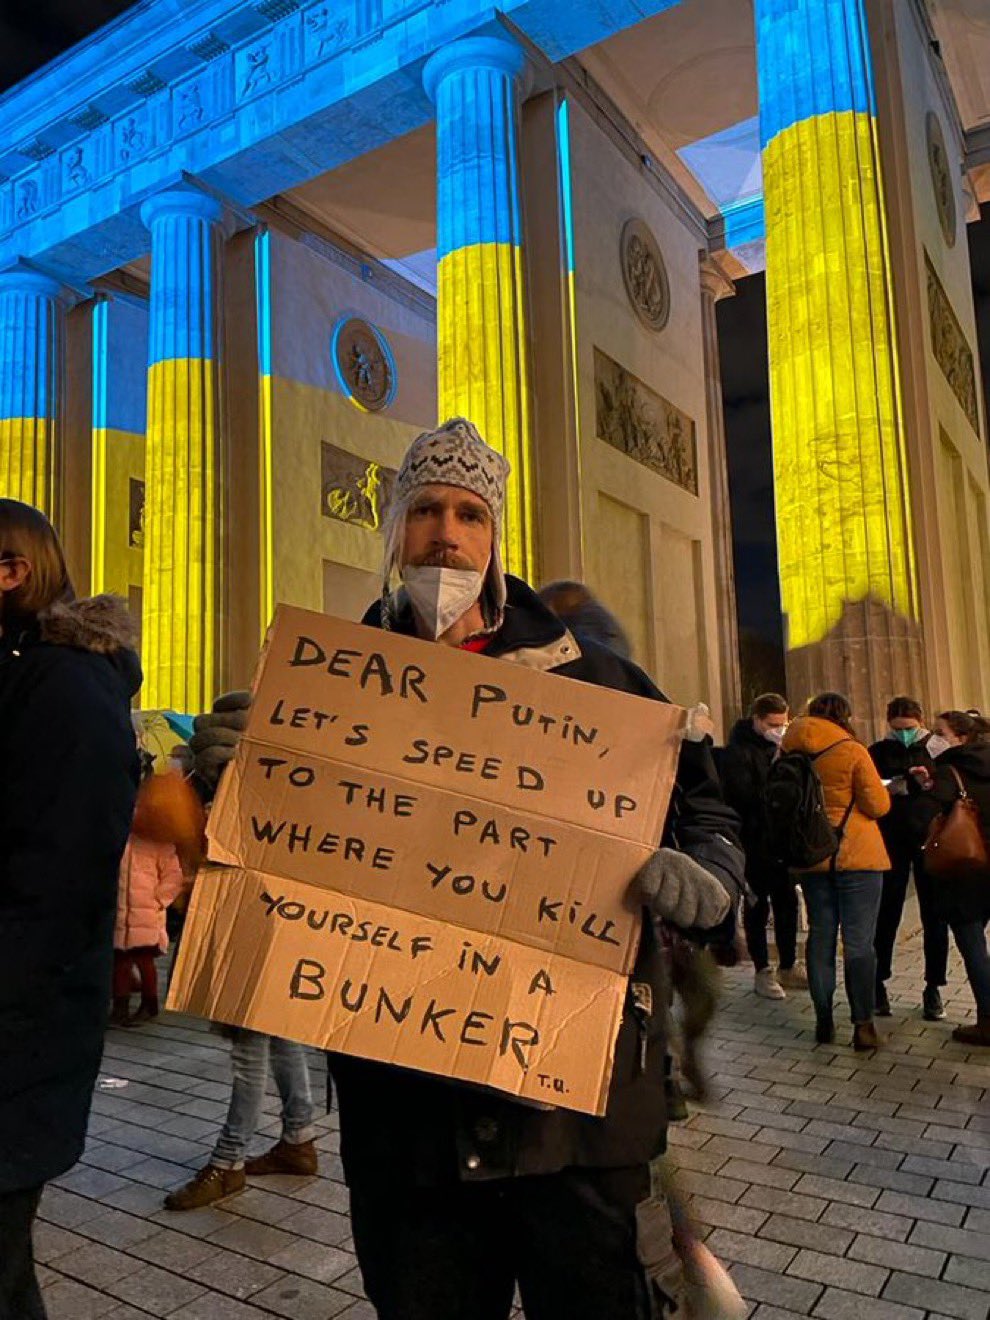 DEAR PUTiN,
LET'S SPEED UP
TO THE PART
WHERE YOU KiLL
YOURSELF iN A
BUNKER
T.U.